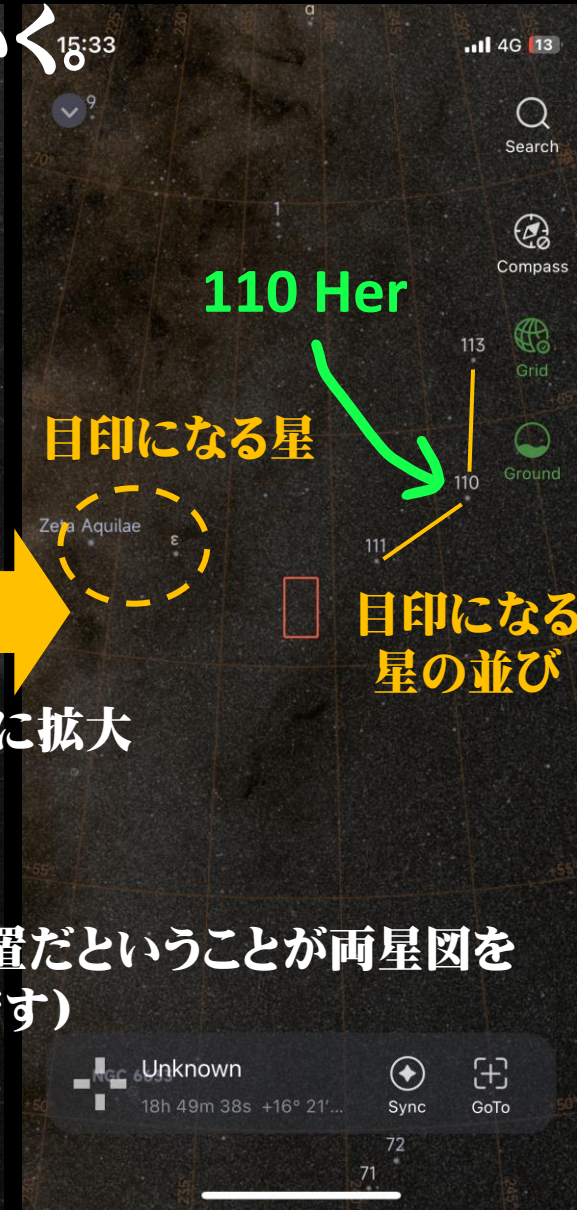 いく。
15:33
4G 13
α
9
Search
1
Compass
110 Her
113
Grid
目印になる星
110
Ground
Zeta Aquilae
ε
111
目印になる
星の並び
に拡大
置だということが両星図を
です)
Unknown
18h 49m 38s +16° 21'...
Sync
GoTo
72
71